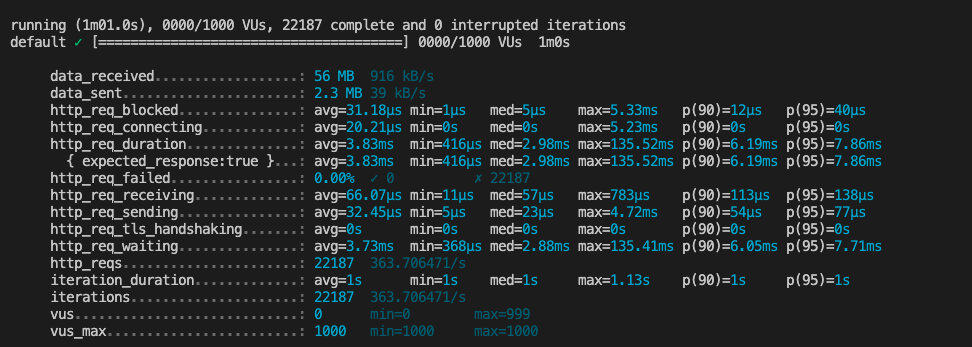 running (1m01.0s), 0000/1000 VUs, 22187 complete and 0 interrupted iterations
default ✓ [======================================] 0000/1000 VUs  1m0s
data_received..................: 56 MB  916 kB/s
data_sent......................: 2.3 MB 39 kB/s
http_req_blocked...............: avg=31.18µs min=1µs   med=5µs    max=5.33ms   p(90)=12µs   p(95)=40µs
http_req_connecting............: avg=20.21µs min=0s    med=0s     max=5.23ms   p(90)=0s     p(95)=0s
http_req_duration..............: avg=3.83ms  min=416µs med=2.98ms max=135.52ms p(90)=6.19ms p(95)=7.86ms
{ expected_response:true }...: avg=3.83ms  min=416µs med=2.98ms max=135.52ms p(90)=6.19ms p(95)=7.86ms
http_req_failed................: 0.00%  ✓ 0          ✗ 22187
http_req_receiving.............: avg=66.07µs min=11µs  med=57µs   max=783µs    p(90)=113µs  p(95)=138µs
http_req_sending...............: avg=32.45µs min=5µs   med=23µs   max=4.72ms   p(90)=54µs   p(95)=77µs
http_req_tls_handshaking.......: avg=0s      min=0s    med=0s     max=0s       p(90)=0s     p(95)=0s
http_req_waiting...............: avg=3.73ms  min=368µs med=2.88ms max=135.41ms p(90)=6.05ms p(95)=7.71ms
http_reqs......................: 22187  363.706471/s
iteration_duration.............: avg=1s      min=1s    med=1s     max=1.13s    p(90)=1s     p(95)=1s
iterations.....................: 22187  363.706471/s
vus............................: 0      min=0        max=999
vus_max........................: 1000   min=1000     max=1000